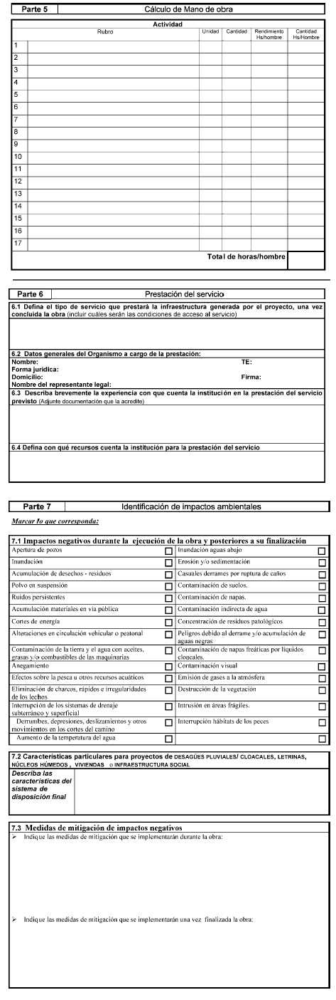 Parte 5 Cálculo de Mano de obra
Actividad
Rubro Unidad Cantidad Rendimiento Hs/hombre Cantidad Hs/Hombre
1
2
3
4
5
6
7
8
9
10
11
12
13
14
15
16
17
Total de horas/hombre
Parte 6 Prestación del servicio
6.1 Defina el tipo de servicio que prestará la infraestructura generada por el proyecto, una vez
concluida la obra (incluir cuáles serán las condiciones de acceso al servicio)
6.2 Datos generales del Organismo a cargo de la prestación:
Nombre: TE:
Forma jurídica:
Domicilio: Firma:
Nombre del representante legal:
6.3 Describa brevemente la experiencia con que cuenta la institución en la prestación del servicio
previsto (Adjunte documentación que la acredite)
6.4 Defina con qué recursos cuenta la institución para la prestación del servicio
Parte 7 Identificación de impactos ambientales
Marcar lo que corresponda:
7.1 Impactos negativos durante la ejecución de la obra y posteriores a su finalización
Apertura de pozos Inundación aguas abajo
Inundación Erosión y/o sedimentación
Acumulación de desechos - residuos Casuales derrames por ruptura de caños
Polvo en suspensión Contaminación de suelos.
Ruidos persistentes Contaminación de napas.
Acumulación materiales en vía pública Contaminación indirecta de agua
Cortes de energía Concentración de residuos patológicos
Alteraciones en circulación vehicular o peatonal Peligros debido al derrame y/o acumulación de
aguas negras
Contaminación de la tierra y el agua con aceites, Contaminación de napas freáticas por líquidos
grasas y/o combustibles de las maquinarias cloacales.
Anegamiento Contaminación visual
Efectos sobre la pesca u otros recursos acuáticos Emisión de gases a la atmósfera
Eliminación de charcos, rápidos e irregularidades Destrucción de la vegetación
de los lechos
Interrupción de los sistemas de drenaje Intrusión en áreas frágiles.
subterráneo y superficial
Derrumbes, depresiones, deslizamientos y otros Interrupción hábitats de los peces
movimientos en los cortes del camino
Aumento de la temperatura del agua
7.2 Características particulares para proyectos de DESAGÜES PLUVIALES/ CLOACALES, LETRINAS,
NÚCLEOS HÚMEDOS , VIVIENDAS o INFRAESTRUCTURA SOCIAL
Describa las
características del
sistema de
disposición final
7.3 Medidas de mitigación de impactos negativos
➢ Indique las medidas de mitigación que se implementarán durante la obra:
➢ Indique las medidas de mitigación que se implementarán una vez finalizada la obra: